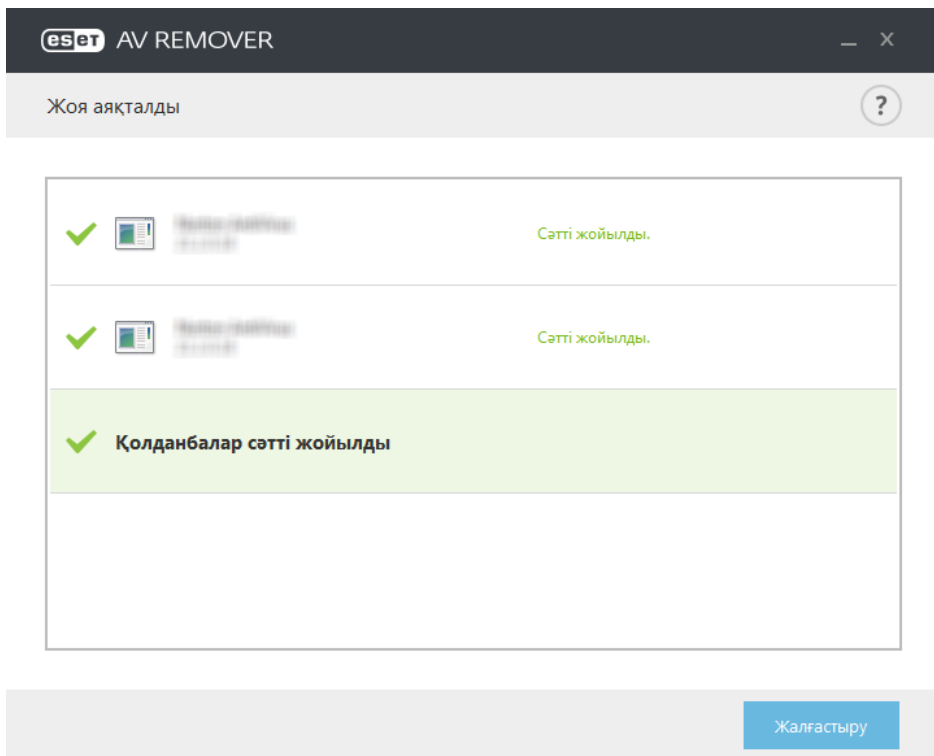 eset AV REMOVER
Жоя аяқталды
?
Сәтті жойылды.
Сәтті жойылды.
Қолданбалар сәтті жойылды
Жалғастыру